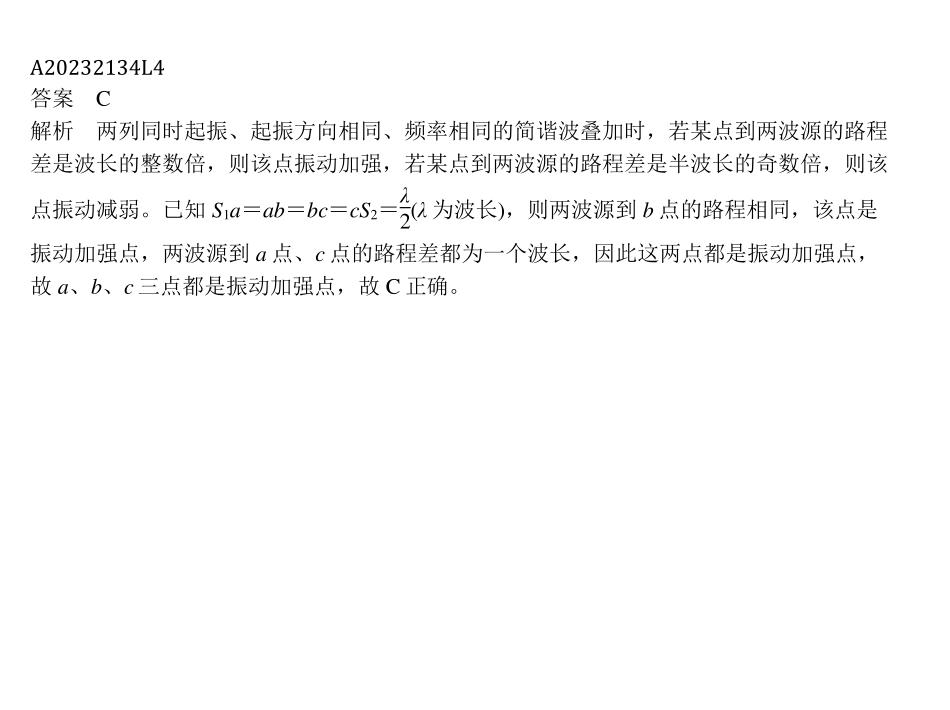 A20232134L4
答案　C
解析　两列同时起振、起振方向相同、频率相同的简谐波叠加时，若某点到两波源的路程
差是波长的整数倍，则该点振动加强，若某点到两波源的路程差是半波长的奇数倍，则该
点振动减弱。已知 S₁a＝ab＝bc＝cS₂＝λ/2(λ 为波长)，则两波源到 b 点的路程相同，该点是
振动加强点，两波源到 a 点、c 点的路程差都为一个波长，因此这两点都是振动加强点，
故 a、b、c 三点都是振动加强点，故 C 正确。